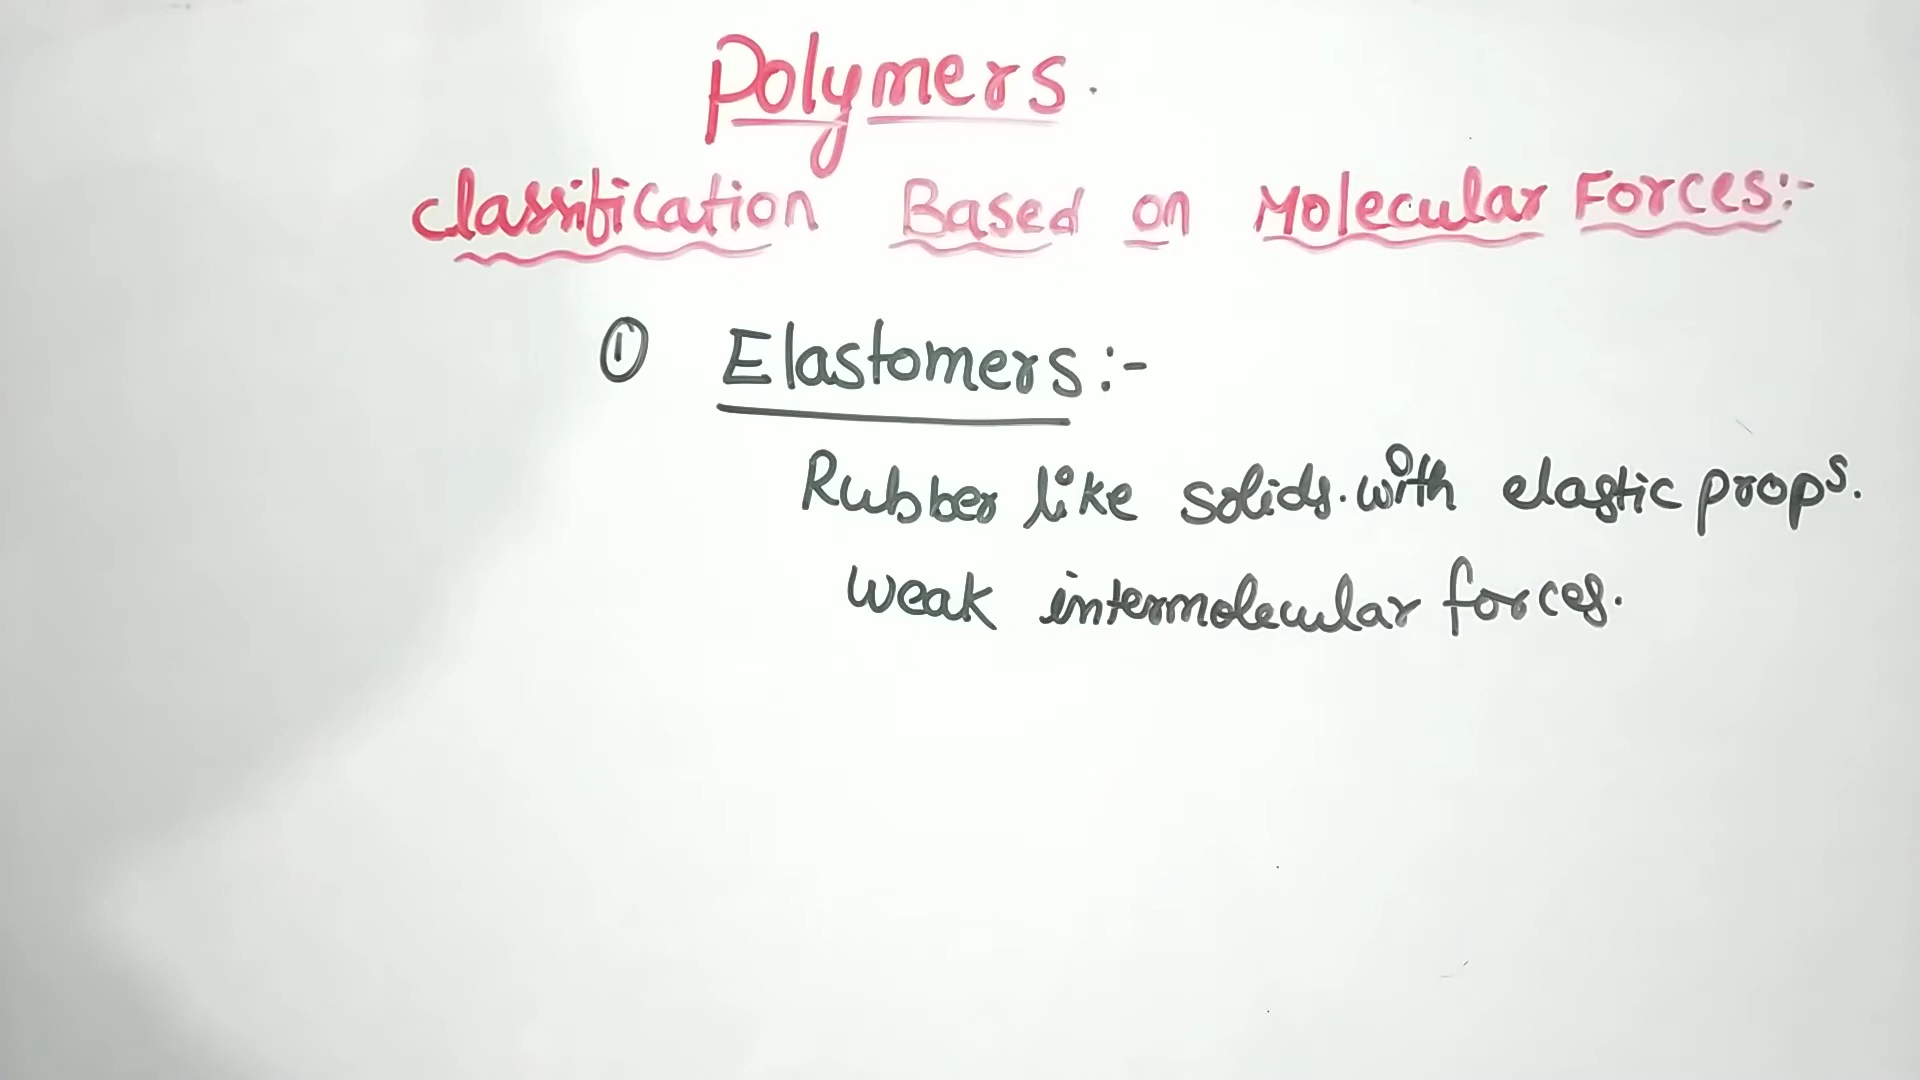 Polymers.
Classification Based on Molecular Forces:-
① Elastomers:-
Rubber like solids. with elastic props.
Weak intermolecular forces.